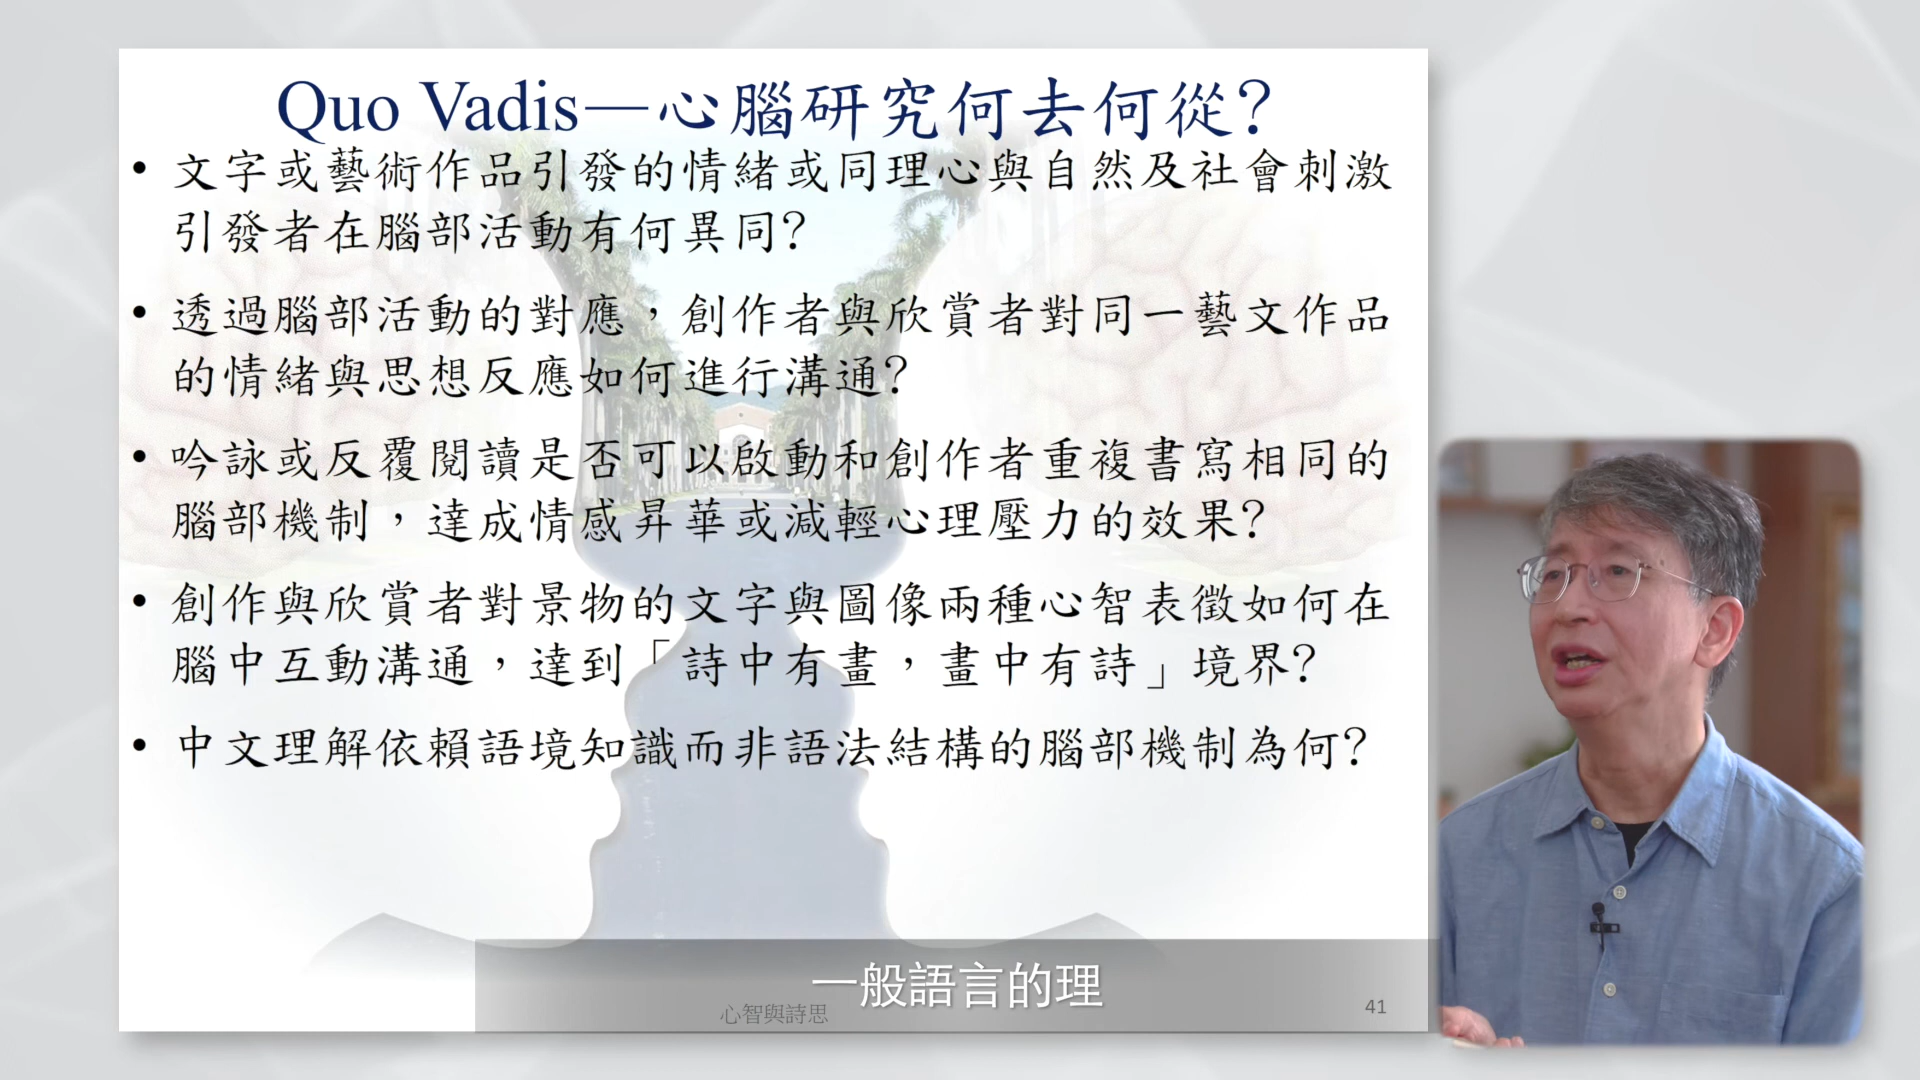 Quo Vadis—心腦研究何去何從?
• 文字或藝術作品引發的情緒或同理心與自然及社會刺激
引發者在腦部活動有何異同?
• 透過腦部活動的對應，創作者與欣賞者對同一藝文作品
的情緒與思想反應如何進行溝通?
• 吟詠或反覆閱讀是否可以啟動和創作者重複書寫相同的
腦部機制，達成情感昇華或減輕心理壓力的效果?
• 創作與欣賞者對景物的文字與圖像兩種心智表徵如何在
腦中互動溝通，達到「詩中有畫，畫中有詩」境界?
• 中文理解依賴語境知識而非語法結構的腦部機制為何?
一般語言的理
心智與詩思
41